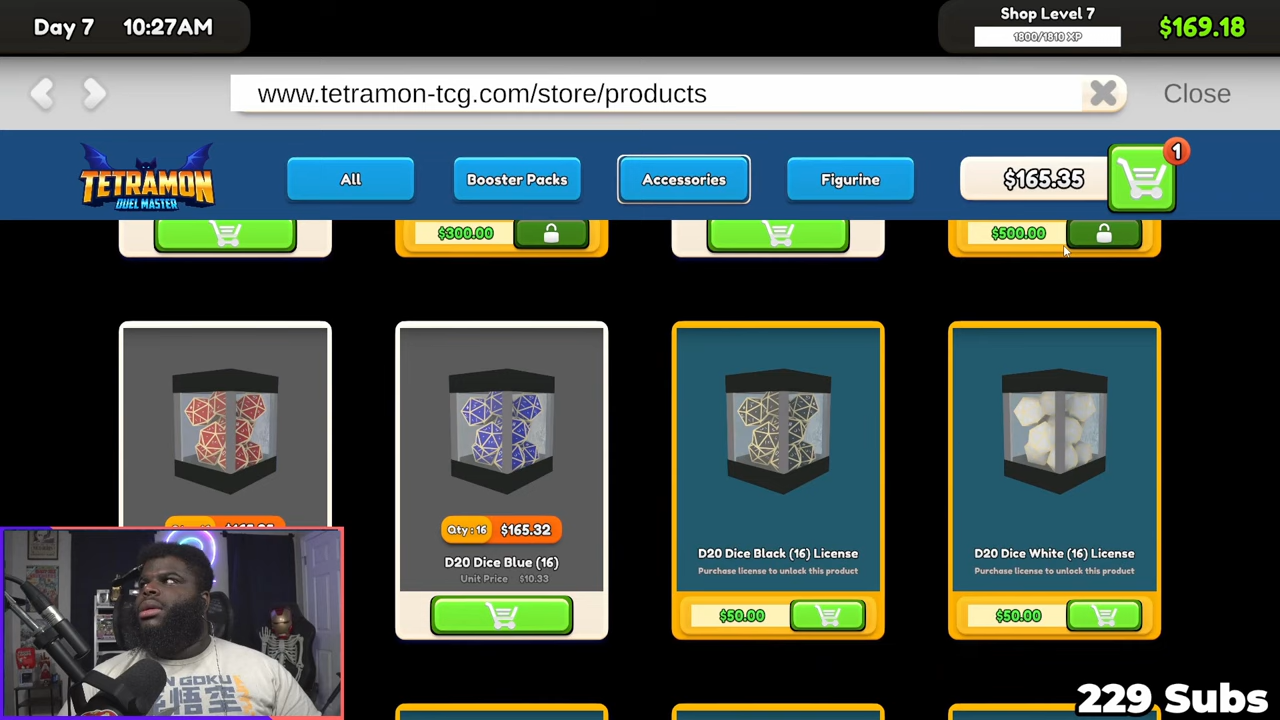 Day 7 10:27AM
Shop Level 7
1800/1810 XP
$169.18
www.tetramon-tcg.com/store/products
Close
TETRAMON
DUEL MASTER
All
Booster Packs
Accessories
Figurine
$165.35
1
$300.00
$500.00
Qty : 16 $165.32
D20 Dice Blue (16)
Unit Price $10.33
D20 Dice Black (16) License
Purchase license to unlock this product
$50.00
D20 Dice White (16) License
Purchase license to unlock this product
$50.00
GOKU
229 Subs